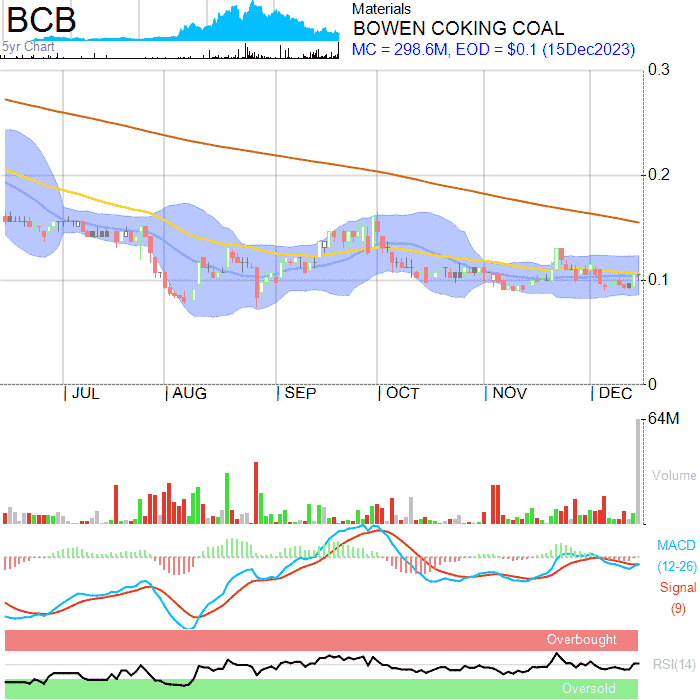 BCB
5yr Chart
Materials
BOWEN COKING COAL
MC = 298.6M, EOD = $0.1 (15Dec2023)
0.3
0.2
0.1
0
JUL
AUG
SEP
OCT
NOV
DEC
64M
Volume
MACD
(12-26)
Signal
(9)
Overbought
RSI(14)
Oversold